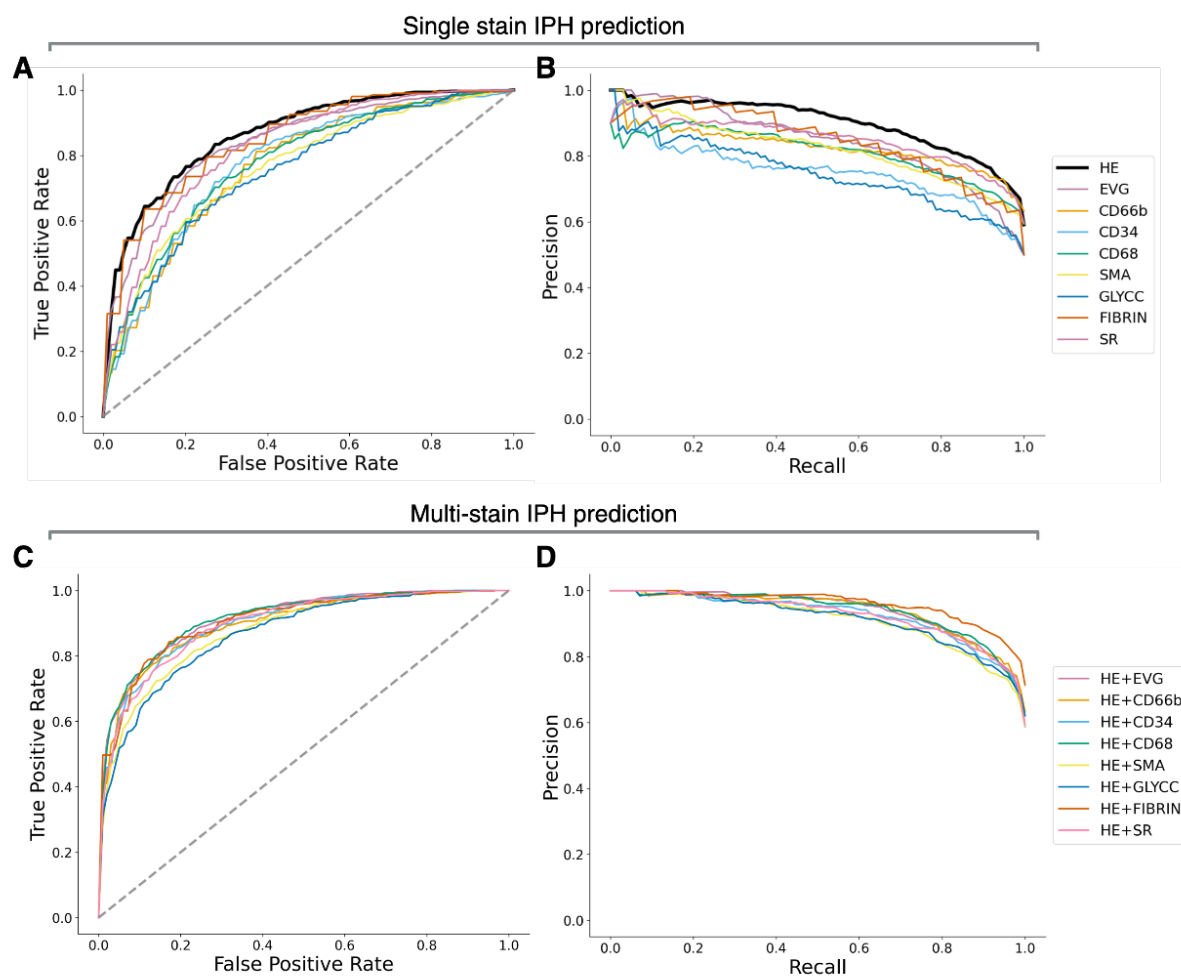 Single stain IPH prediction
A
B
1.0
0.8
0.6
0.4
0.2
0.0
True Positive Rate
0.0 0.2 0.4 0.6 0.8 1.0
False Positive Rate
1.0
0.8
0.6
0.4
0.2
0.0
Precision
0.0 0.2 0.4 0.6 0.8 1.0
Recall
HE
EVG
CD66b
CD34
CD68
SMA
GLYCC
FIBRIN
SR
Multi-stain IPH prediction
C
D
1.0
0.8
0.6
0.4
0.2
0.0
True Positive Rate
0.0 0.2 0.4 0.6 0.8 1.0
False Positive Rate
1.0
0.8
0.6
0.4
0.2
0.0
Precision
0.0 0.2 0.4 0.6 0.8 1.0
Recall
HE+EVG
HE+CD66b
HE+CD34
HE+CD68
HE+SMA
HE+GLYCC
HE+FIBRIN
HE+SR